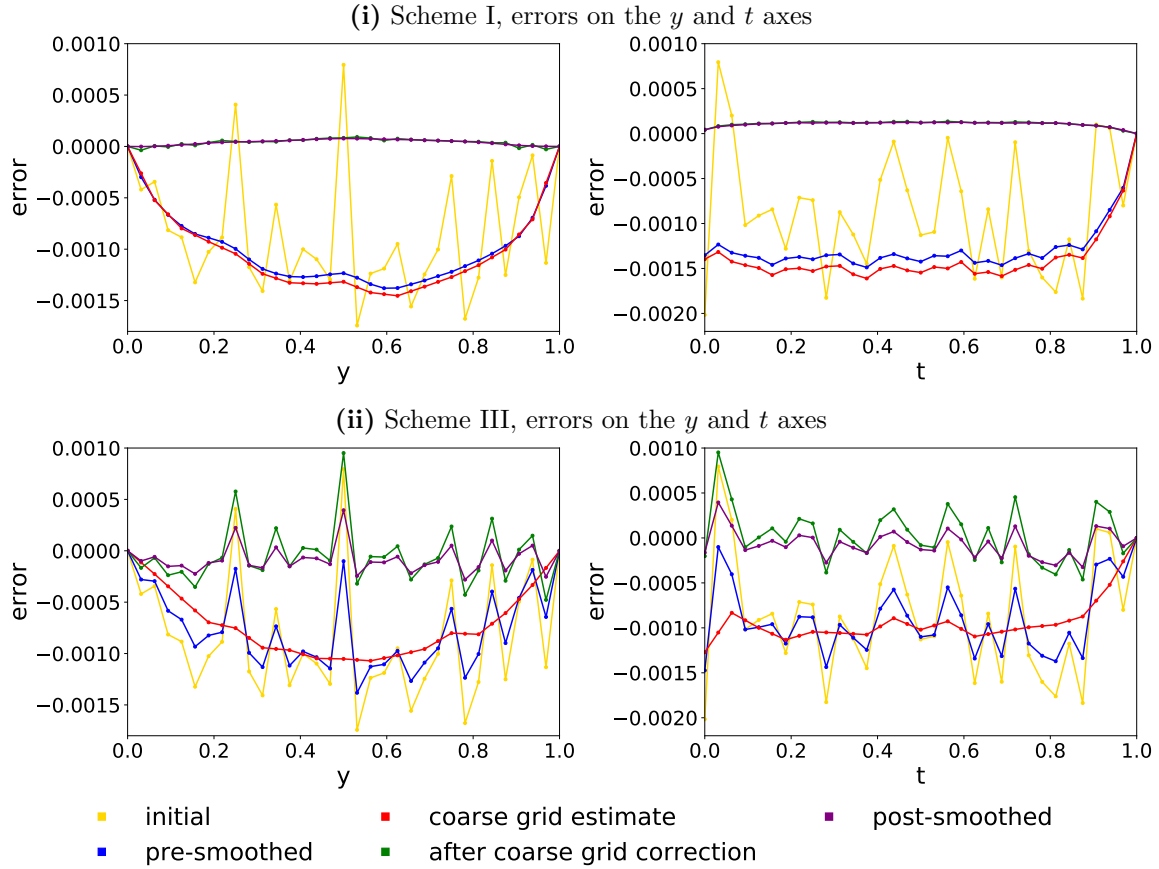 (i) Scheme I, errors on the y and t axes
0.0010
0.0005
0.0000
−0.0005
−0.0010
−0.0015
error
0.0 0.2 0.4 0.6 0.8 1.0
y
0.0010
0.0005
0.0000
−0.0005
−0.0010
−0.0015
−0.0020
error
0.0 0.2 0.4 0.6 0.8 1.0
t
(ii) Scheme III, errors on the y and t axes
0.0010
0.0005
0.0000
−0.0005
−0.0010
−0.0015
error
0.0 0.2 0.4 0.6 0.8 1.0
y
0.0010
0.0005
0.0000
−0.0005
−0.0010
−0.0015
−0.0020
error
0.0 0.2 0.4 0.6 0.8 1.0
t
initial
coarse grid estimate
post-smoothed
pre-smoothed
after coarse grid correction